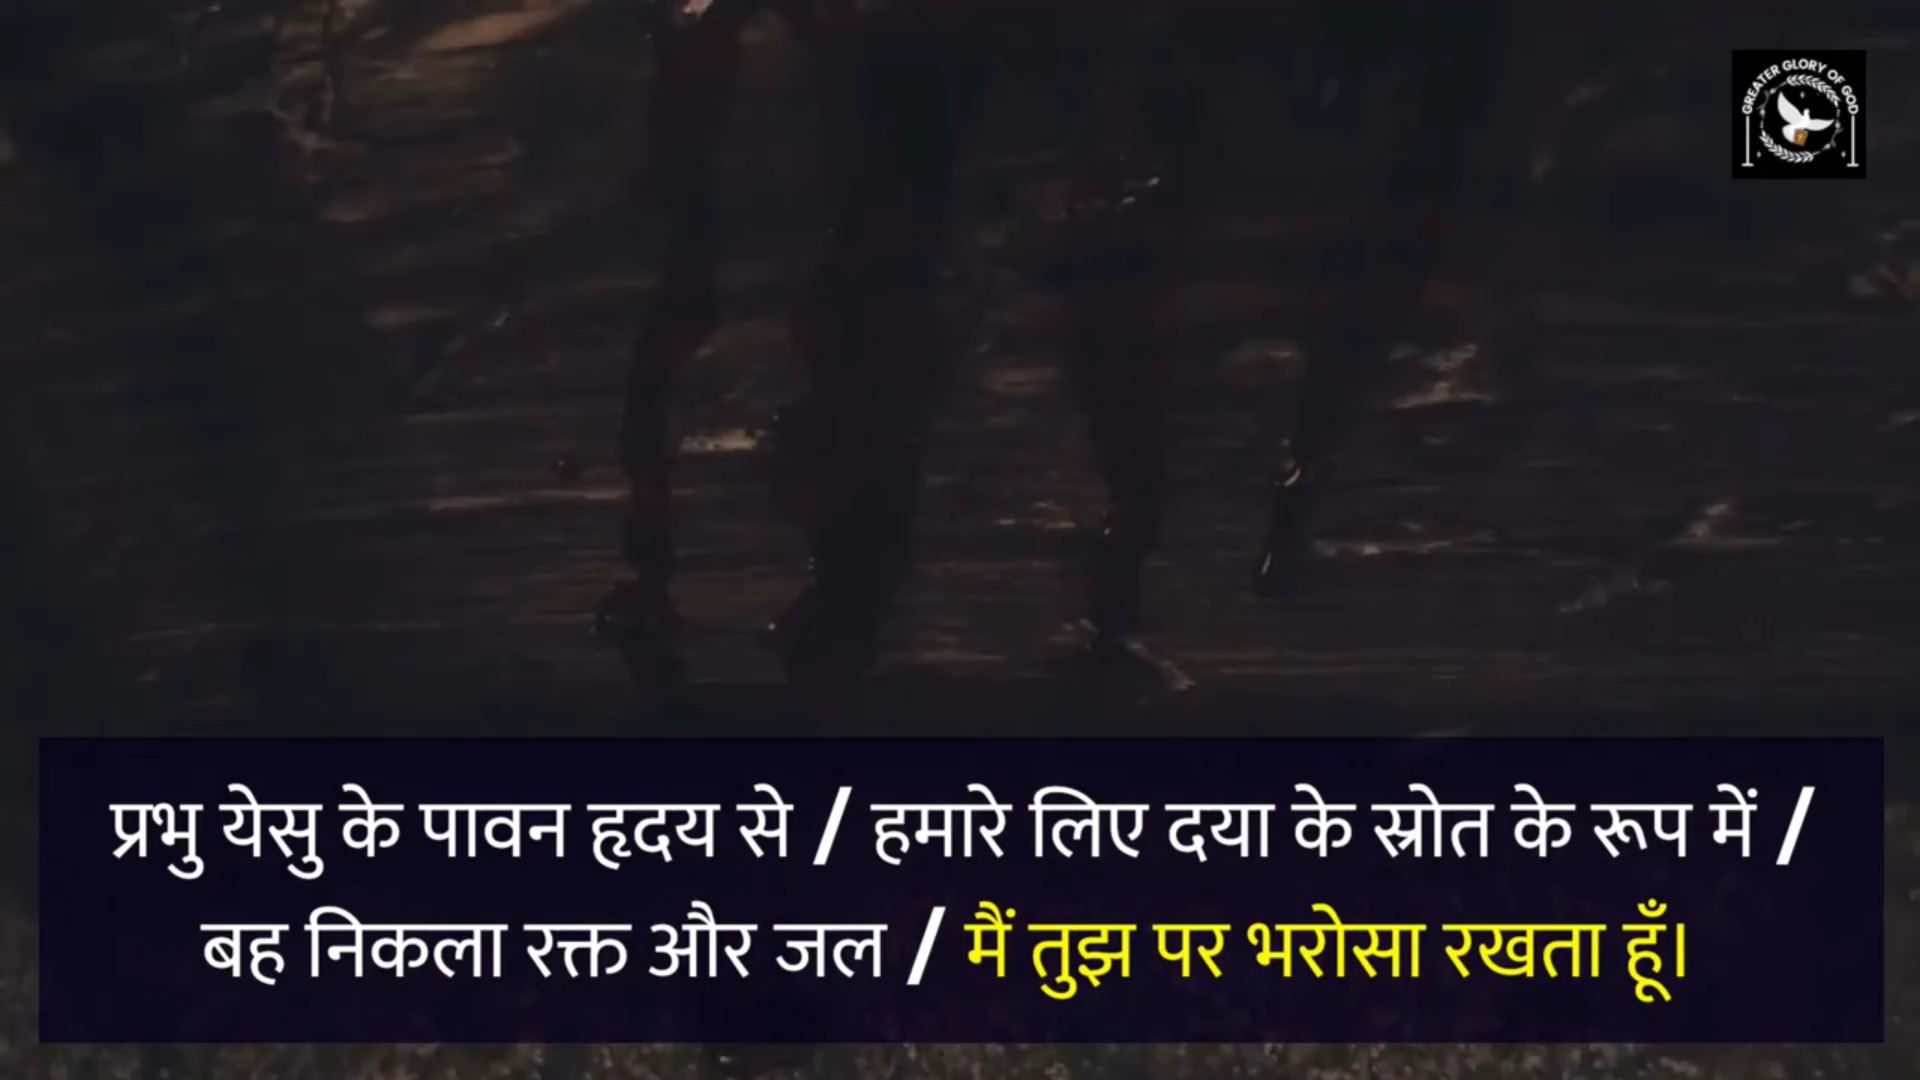 GREATER GLORY OF GOD
प्रभु येसु के पावन हृदय से / हमारे लिए दया के स्रोत के रूप में /
बह निकला रक्त और जल / मैं तुझ पर भरोसा रखता हूँ।